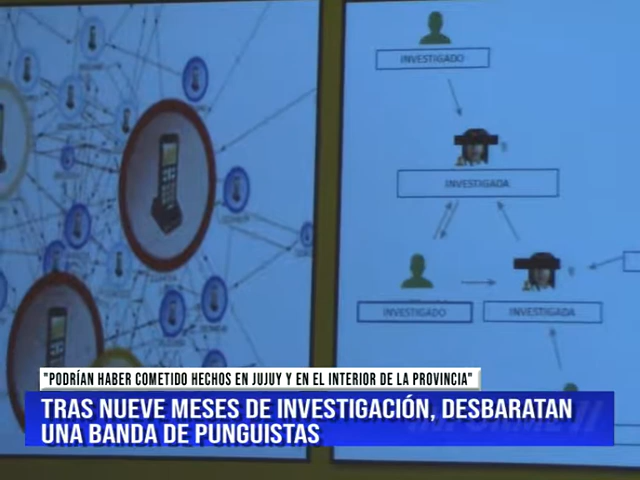 INVESTIGADO
INVESTIGADA
INVESTIGADO
INVESTIGADA
"PODRÍAN HABER COMETIDO HECHOS EN JUJUY Y EN EL INTERIOR DE LA PROVINCIA"
TRAS NUEVE MESES DE INVESTIGACIÓN, DESBARATAN
UNA BANDA DE PUNGUISTAS